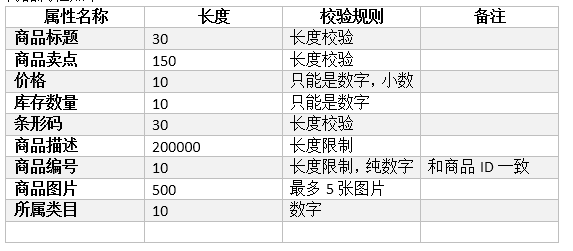 属性名称 长度 校验规则 备注
商品标题 30 长度校验
商品卖点 150 长度校验
价格 10 只能是数字，小数
库存数量 10 只能是数字
条形码 30 长度校验
商品描述 200000 长度限制
商品编号 10 长度限制，纯数字 和商品 ID 一致
商品图片 500 最多 5 张图片
所属类目 10 数字